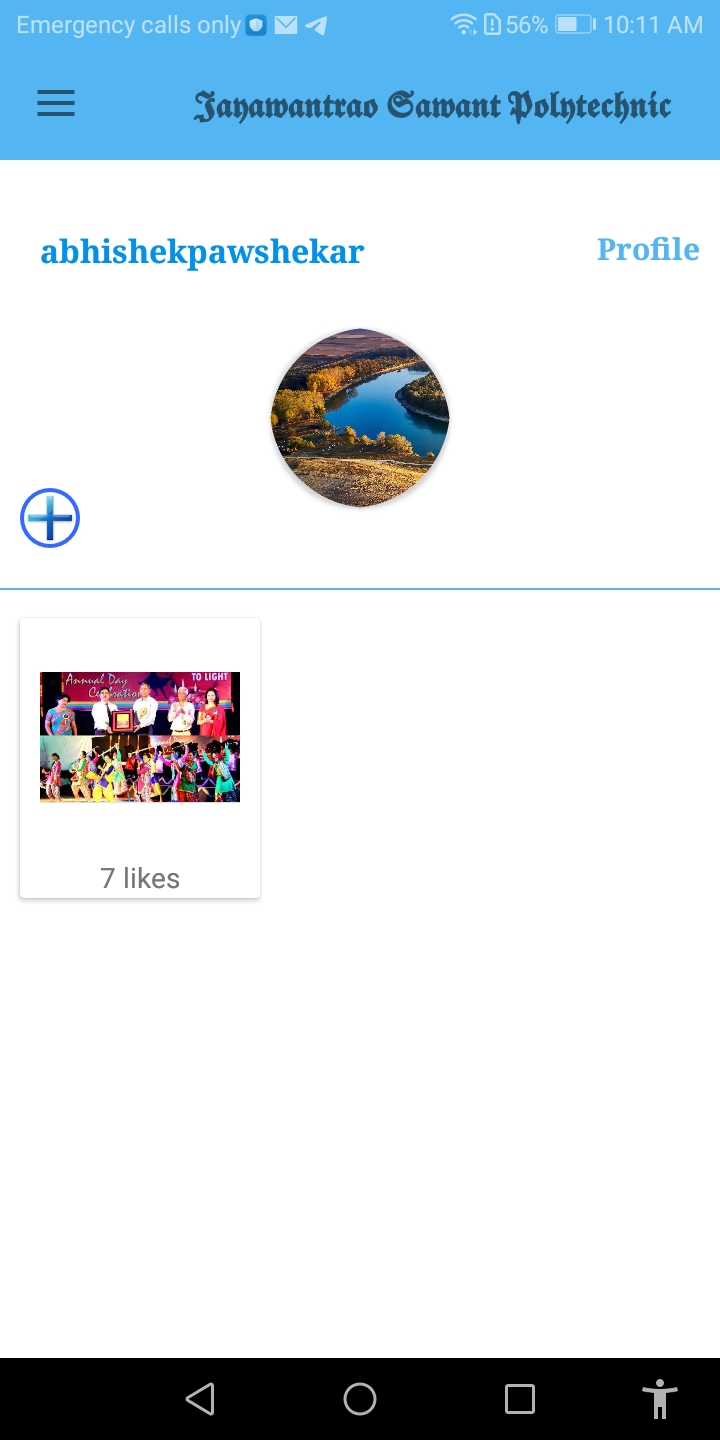 Emergency calls only 56% 10:11 AM
Jayawantrao Sawant Polytechnic
abhishekpawshekar
Profile
Annual Day
Celebration
TO LIGHT
7 likes